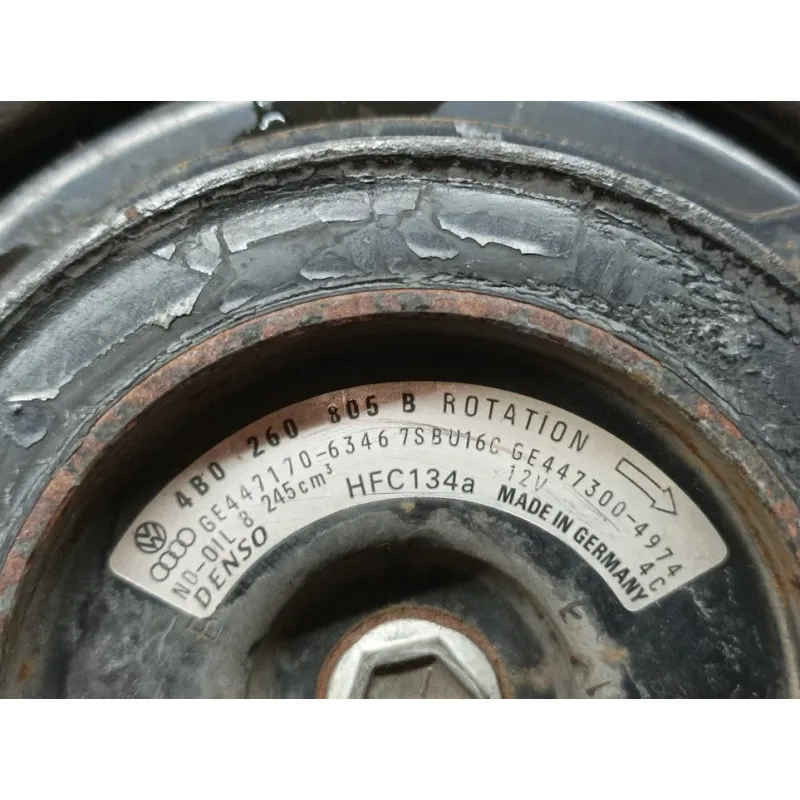 4B0 260 805 B ROTATION
GE447170-6346 7SBU16C GE447300-4974
NO-OIL 8 245cm³ HFC134a 12V 4C
DENSO MADE IN GERMANY